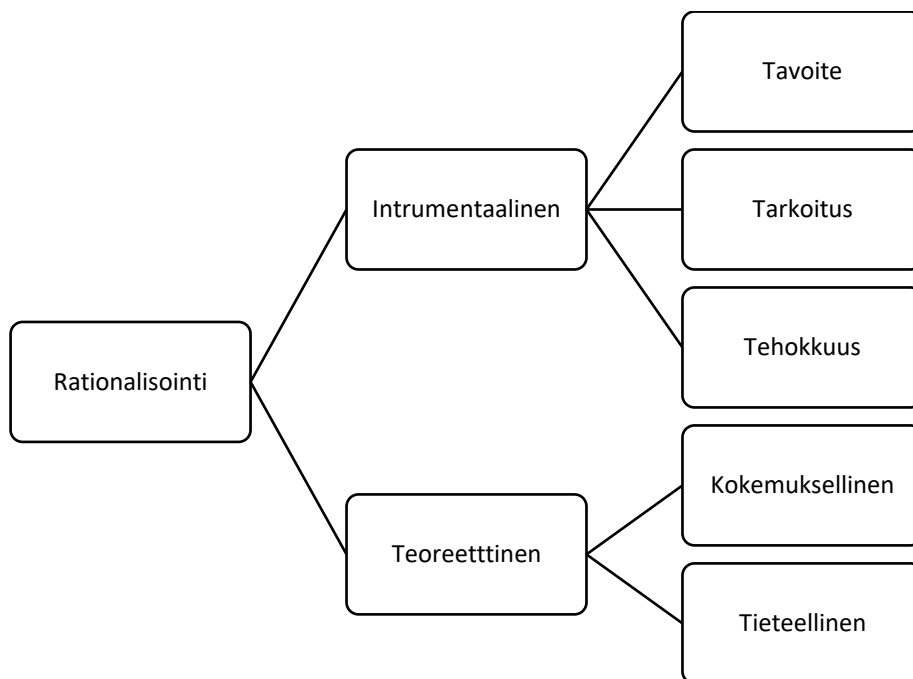 Rationalisointi
Intrumentaalinen
Tavoite
Tarkoitus
Tehokkuus
Teoreetttinen
Kokemuksellinen
Tieteellinen